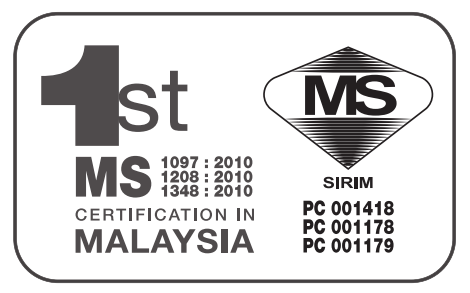 1st
MS 1097 : 2010
1208 : 2010
1348 : 2010
CERTIFICATION IN
MALAYSIA
MS
SIRIM
PC 001418
PC 001178
PC 001179